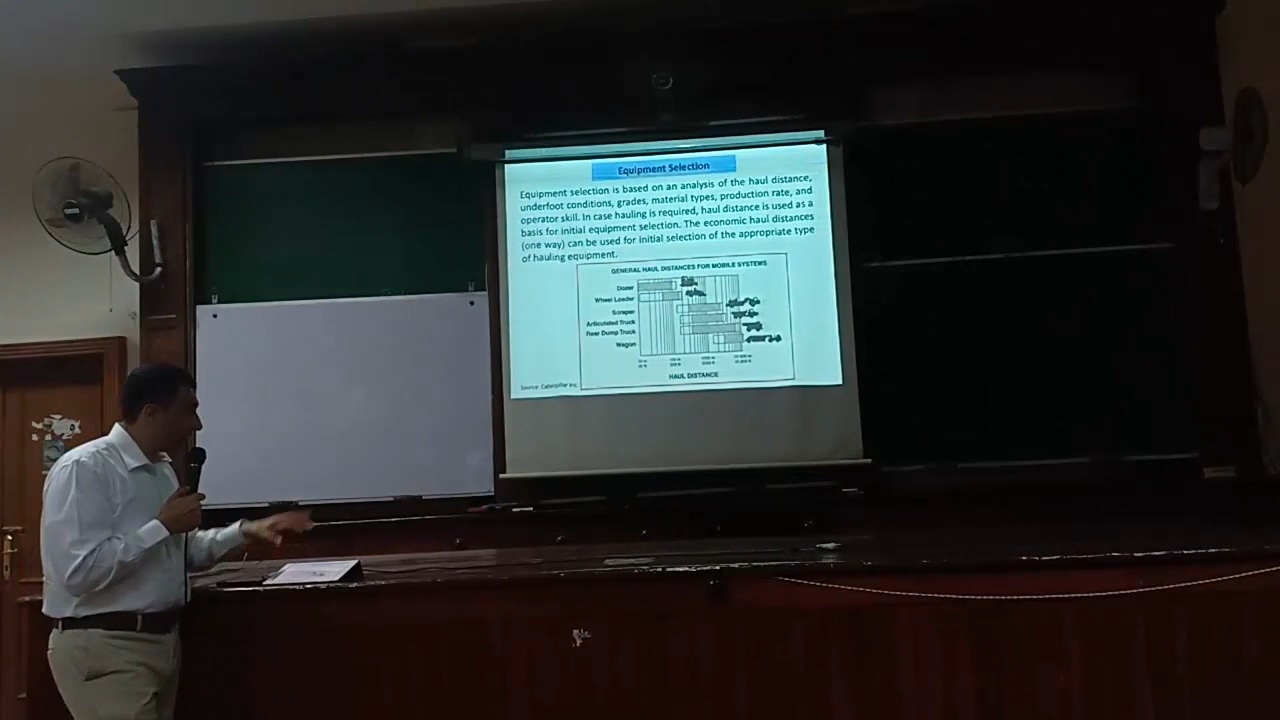 Equipment Selection
Equipment selection is based on an analysis of the haul distance,
underfoot conditions, grades, material types, production rate, and
operator skill. In case hauling is required, haul distance is used as a
basis for initial equipment selection. The economic haul distances
(one way) can be used for initial selection of the appropriate type
of hauling equipment.
GENERAL HAUL DISTANCES FOR MOBILE SYSTEMS
Dozer
Wheel Loader
Scraper
Articulated Truck
Rear Dump Truck
Wagon
HAUL DISTANCE
Source: Caterpillar Inc.